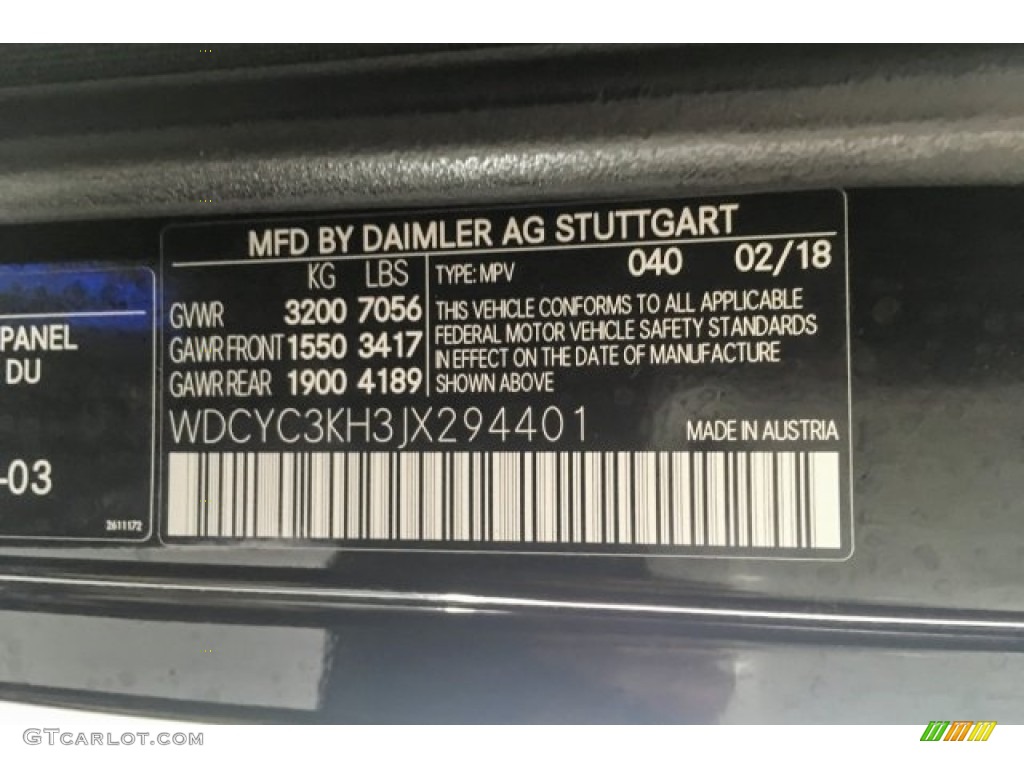 MFD BY DAIMLER AG STUTTGART
KG LBS
GVWR 3200 7056
GAWR FRONT 1550 3417
GAWR REAR 1900 4189
TYPE: MPV 040 02/18
THIS VEHICLE CONFORMS TO ALL APPLICABLE
FEDERAL MOTOR VEHICLE SAFETY STANDARDS
IN EFFECT ON THE DATE OF MANUFACTURE
SHOWN ABOVE
WDCYC3KH3JX294401
MADE IN AUSTRIA
PANEL
DU
-03
2611172
GTCARLOT.COM